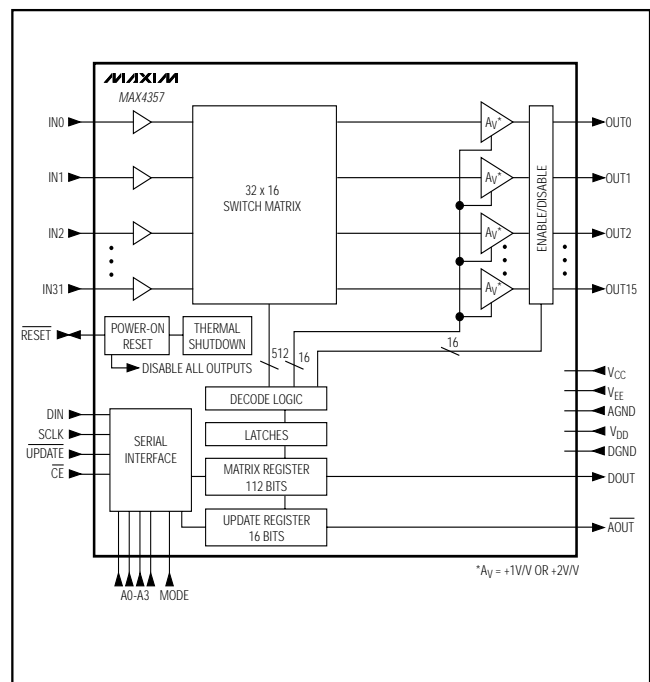 MAXIM
MAX4357
IN0
IN1
IN2
IN31
32 x 16
SWITCH MATRIX
AV*
AV*
AV*
AV*
ENABLE/DISABLE
OUT0
OUT1
OUT2
OUT15
RESET
POWER-ON
RESET
THERMAL
SHUTDOWN
DISABLE ALL OUTPUTS
512
16
16
DECODE LOGIC
LATCHES
MATRIX REGISTER
112 BITS
UPDATE REGISTER
16 BITS
DIN
SCLK
UPDATE
CE
SERIAL
INTERFACE
A0-A3
MODE
VCC
VEE
AGND
VDD
DGND
DOUT
AOUT
*AV = +1V/V OR +2V/V